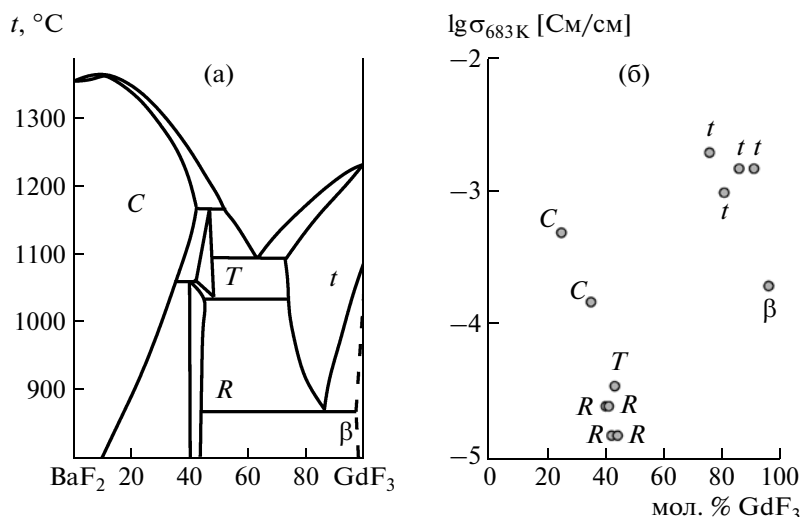 t, °C
(а)
1300
1200
1100
1000
900
C
T
t
R
β
BaF₂ 20 40 60 80 GdF₃
lgσ₆₈₃K [См/см]
(б)
−2
−3
−4
−5
t
t t
t
C
C
β
T
R R
R R
0 20 40 60 80 100
мол. % GdF₃